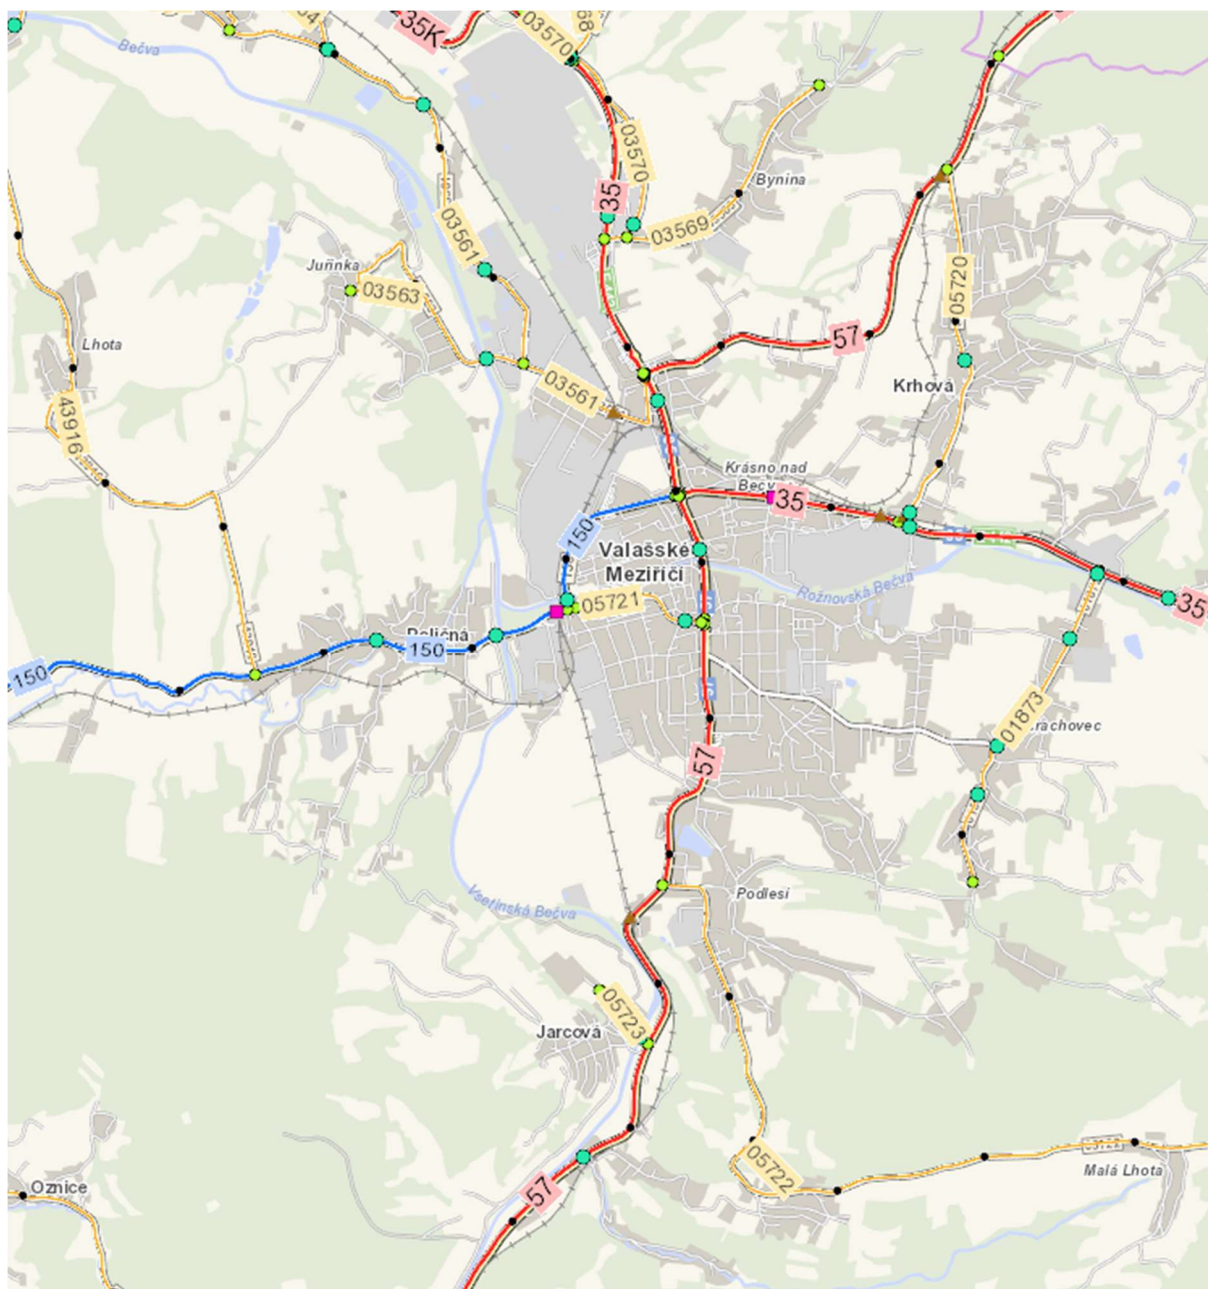 35K
03570
Bečva
03570
Bynina
35
03569
03561
Juřinka
03563
05720
Lhota
57
Krhová
03561
43916
Krásno nad
Bečv
35
150
Valašské
Meziříčí
Rožnovská Bečva
05721
35
Poličná
150
150
01873
57
Podlesí
Vsetínská Bečva
05723
Jarcová
05722
Malá Lhota
Oznice
57